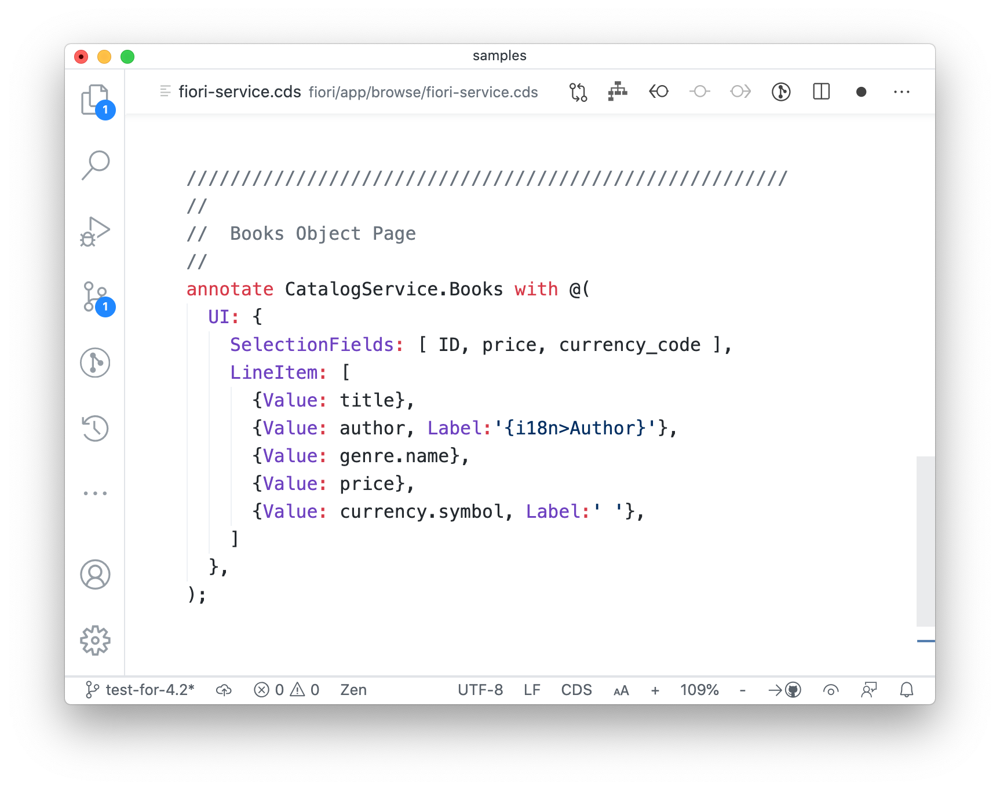 samples
fiori-service.cds fiori/app/browse/fiori-service.cds
1
1
///////////////////////////////////////////////////////
//
//  Books Object Page
//
annotate CatalogService.Books with @(
  UI: {
    SelectionFields: [ ID, price, currency_code ],
    LineItem: [
      {Value: title},
      {Value: author, Label:'{i18n>Author}'},
      {Value: genre.name},
      {Value: price},
      {Value: currency.symbol, Label:' '},
    ]
  },
);
test-for-4.2* 0 0 Zen UTF-8 LF CDS AA + 109% -